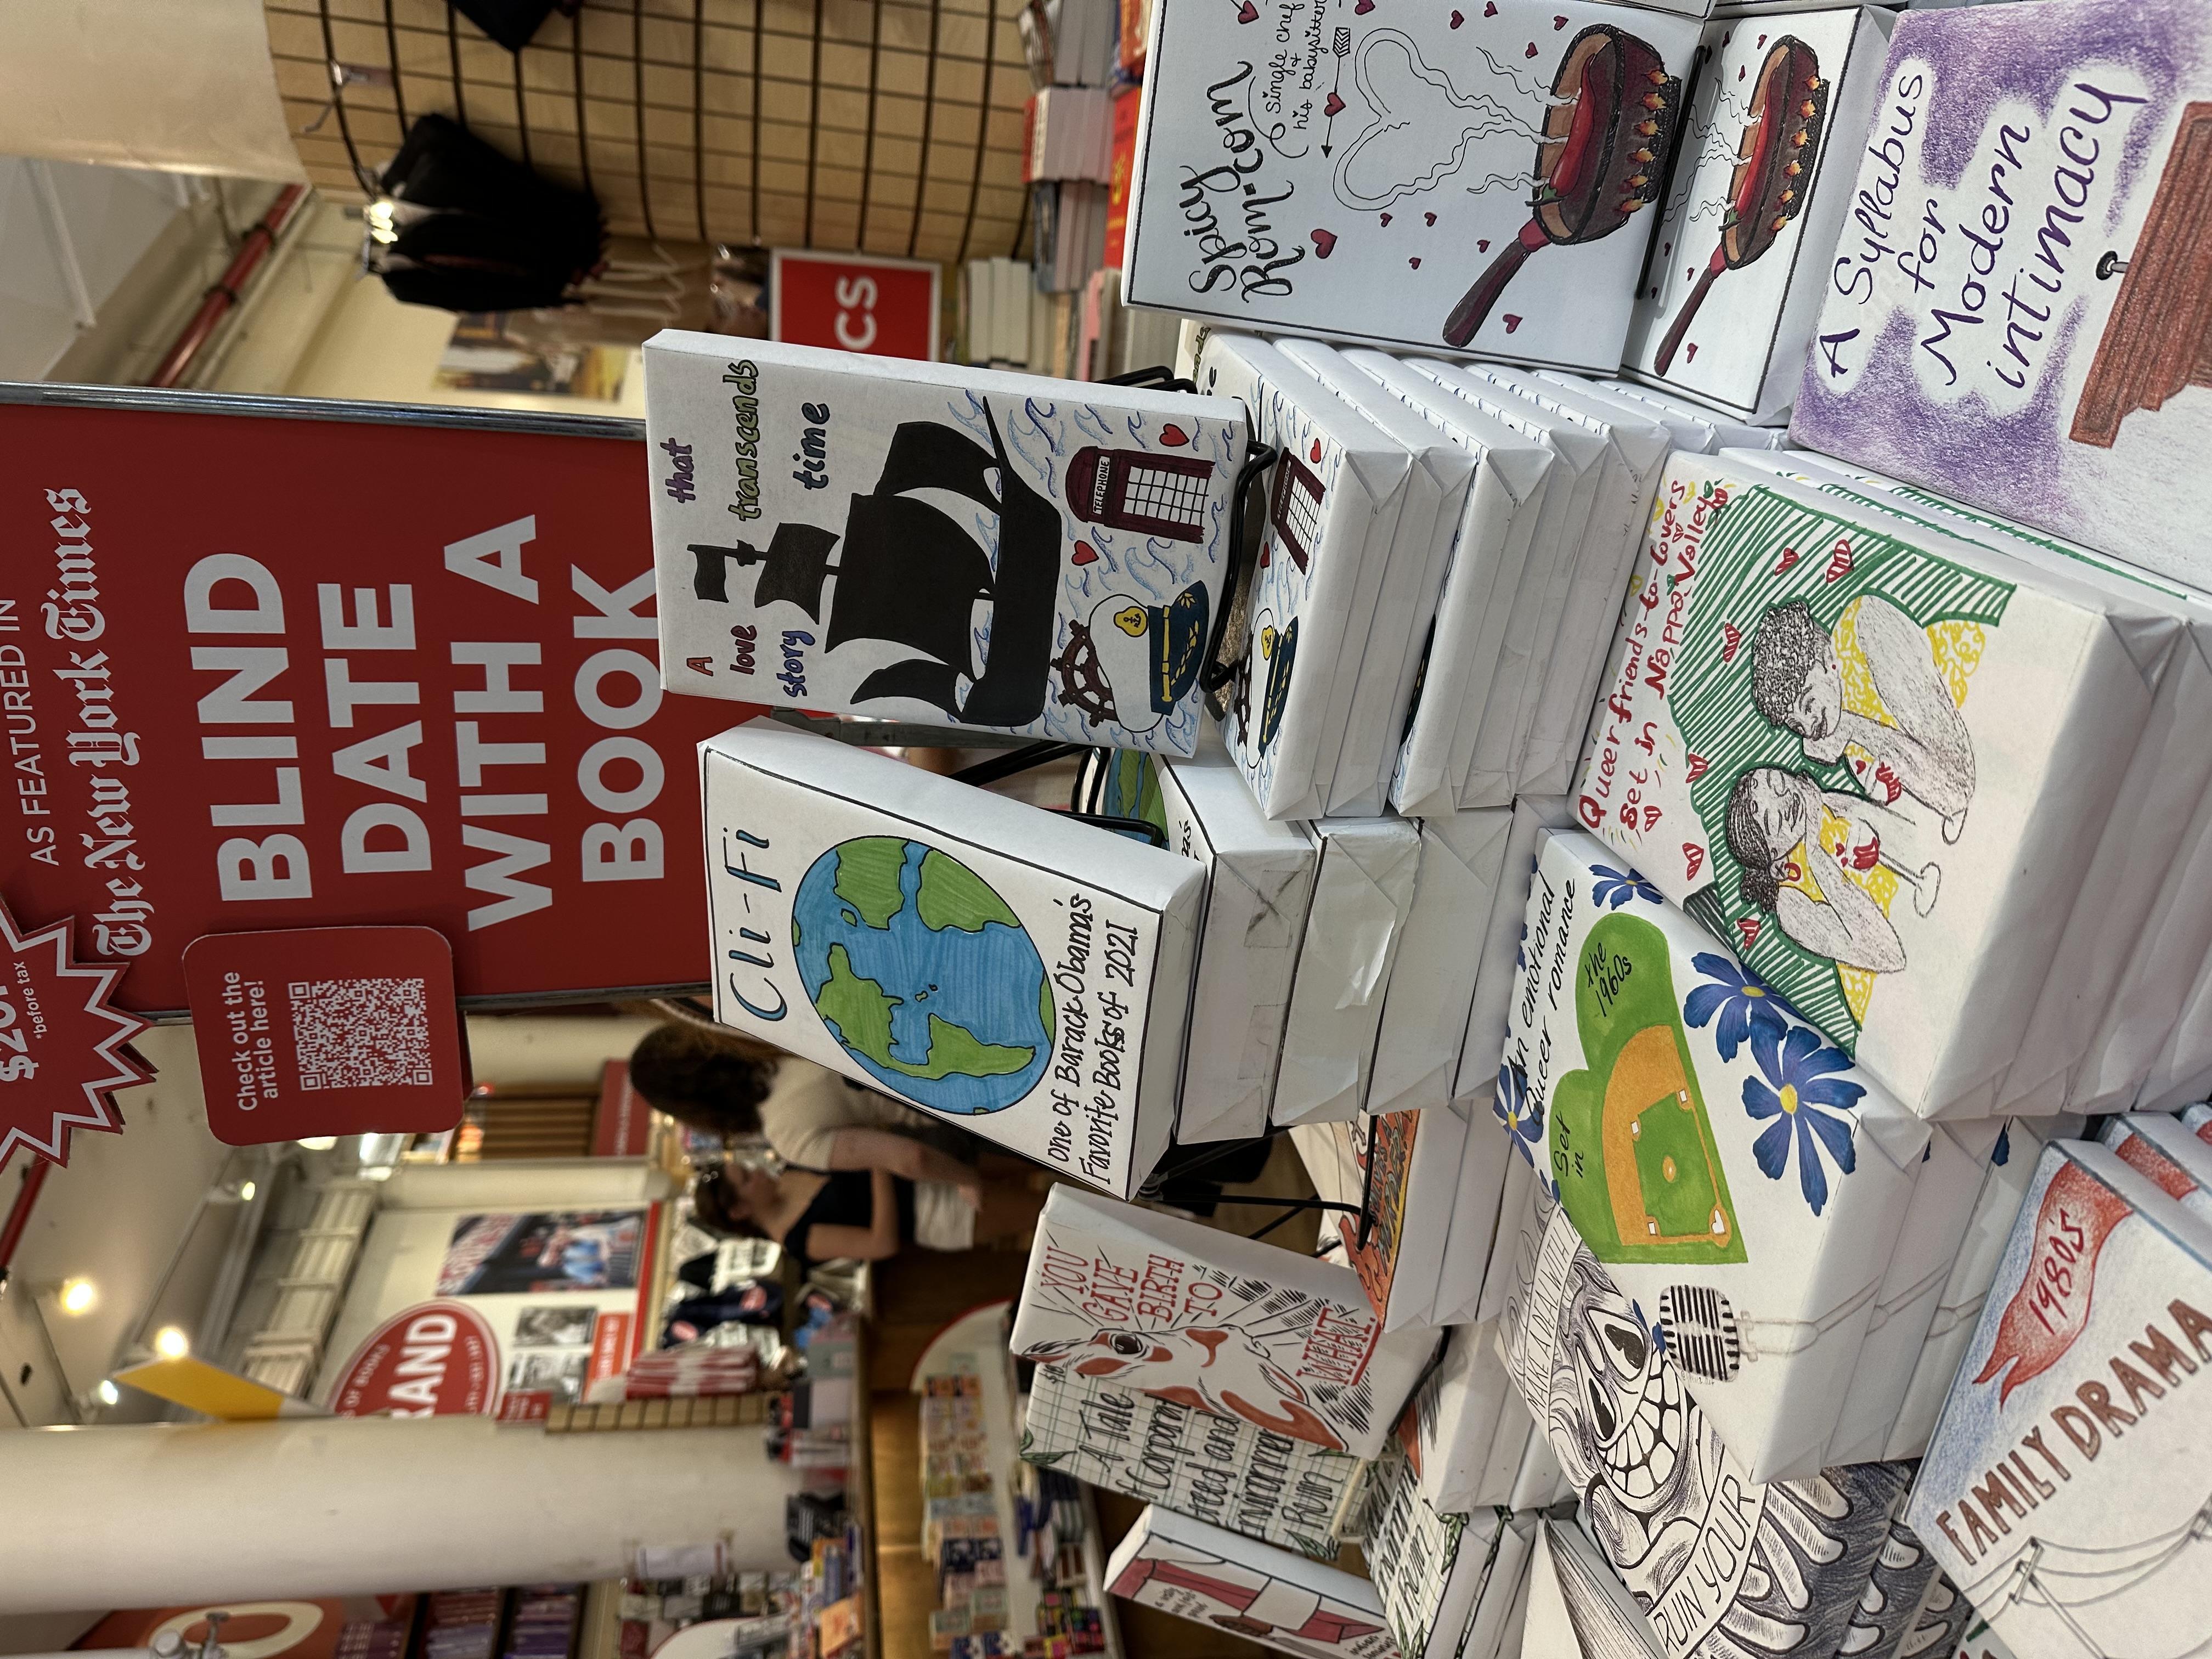 *before tax
AS FEATURED IN
The New York Times
Check out the
article here!
BLIND
DATE
WITH A
BOOK
OF BOOKS
RAND
CS
Cli-Fi
one of Barack Obama's
Favorite Books of 2021
A
love
story
that
transcends
time
TELEPHONE
A Tale
of Corporat
Greed and
Environmen
Ruin
YOU
GAVE
BIRTH
TO
WHAT.
Spicy
Rom-com
single chef
+
his babysitter
MAKE A DEAL WITH
RUIN YOUR
An emotional
Queer romance
Set
in
the
1960s
Queer friends-to-lovers
set in Nappa Valley
FAMILY DRAMA
1980's
A Syllabus
for
Modern
intimacy